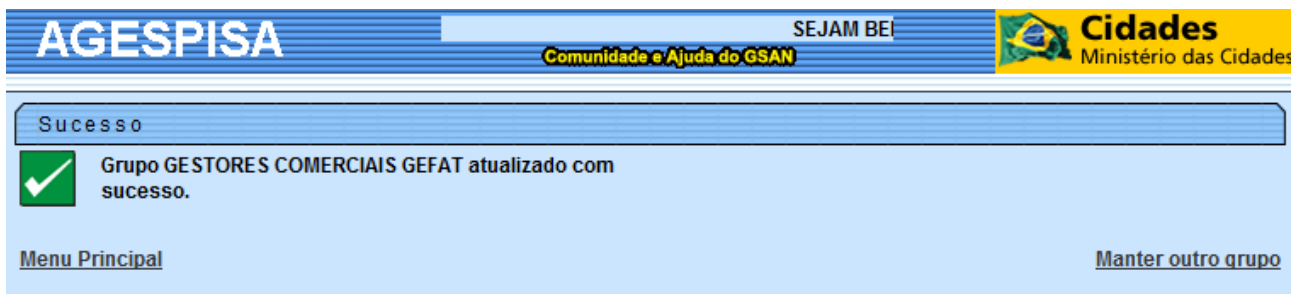 AGESPISA
SEJAM BE
Comunidade e Ajuda do GSAN
Cidades
Ministério das Cidades
Sucesso
Grupo GESTORES COMERCIAIS GEFAT atualizado com
sucesso.
Menu Principal
Manter outro grupo